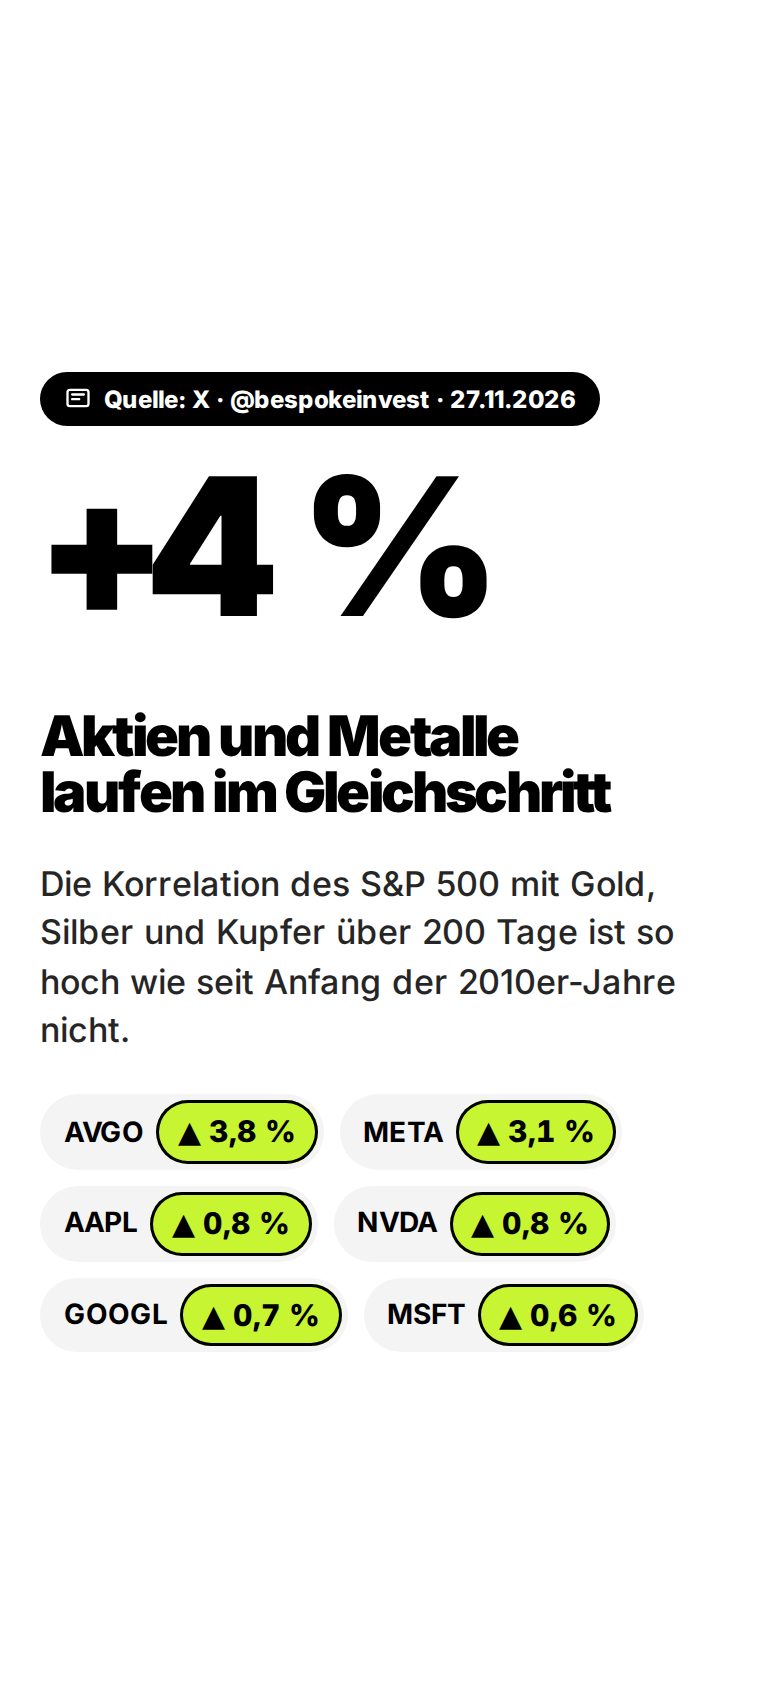 Quelle: X · @bespokeinvest · 27.11.2026
+4 %
Aktien und Metalle
laufen im Gleichschritt
Die Korrelation des S&P 500 mit Gold,
Silber und Kupfer über 200 Tage ist so
hoch wie seit Anfang der 2010er-Jahre
nicht.
AVGO ▲ 3,8 % META ▲ 3,1 %
AAPL ▲ 0,8 % NVDA ▲ 0,8 %
GOOGL ▲ 0,7 % MSFT ▲ 0,6 %